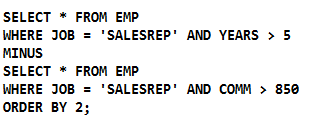 SELECT * FROM EMP
WHERE JOB = 'SALESREP' AND YEARS > 5
MINUS
SELECT * FROM EMP
WHERE JOB = 'SALESREP' AND COMM > 850
ORDER BY 2;